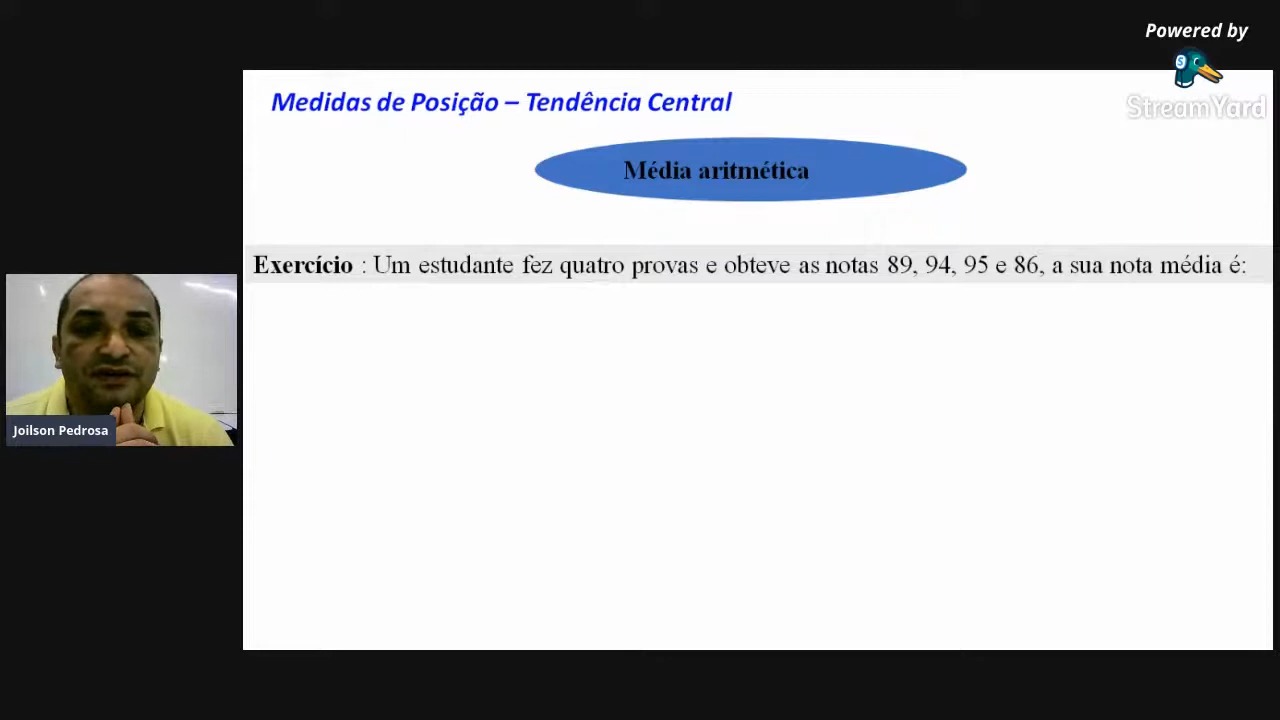 Powered by
StreamYard
Medidas de Posição – Tendência Central
Média aritmética
Exercício : Um estudante fez quatro provas e obteve as notas 89, 94, 95 e 86, a sua nota média é:
Joilson Pedrosa